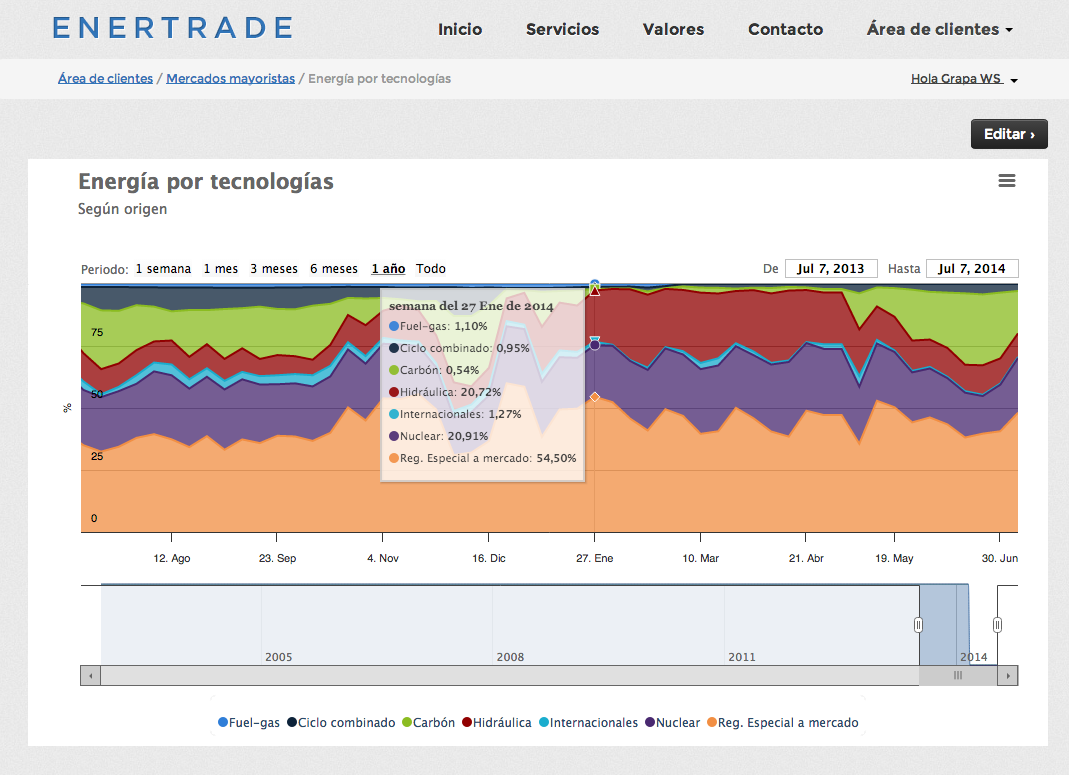 ENERTRADE
Inicio Servicios Valores Contacto Área de clientes
Área de clientes / Mercados mayoristas / Energía por tecnologías
Hola Grapa WS
Editar ›
Energía por tecnologías
Según origen
Periodo: 1 semana 1 mes 3 meses 6 meses 1 año Todo
De Jul 7, 2013 Hasta Jul 7, 2014
semana del 27 Ene de 2014
Fuel-gas: 1,10%
Ciclo combinado: 0,95%
Carbón: 0,54%
Hidráulica: 20,72%
Internacionales: 1,27%
Nuclear: 20,91%
Reg. Especial a mercado: 54,50%
75
50
%
25
0
12. Ago 23. Sep 4. Nov 16. Dic 27. Ene 10. Mar 21. Abr 19. May 30. Jun
2005 2008 2011 2014
Fuel-gas Ciclo combinado Carbón Hidráulica Internacionales Nuclear Reg. Especial a mercado